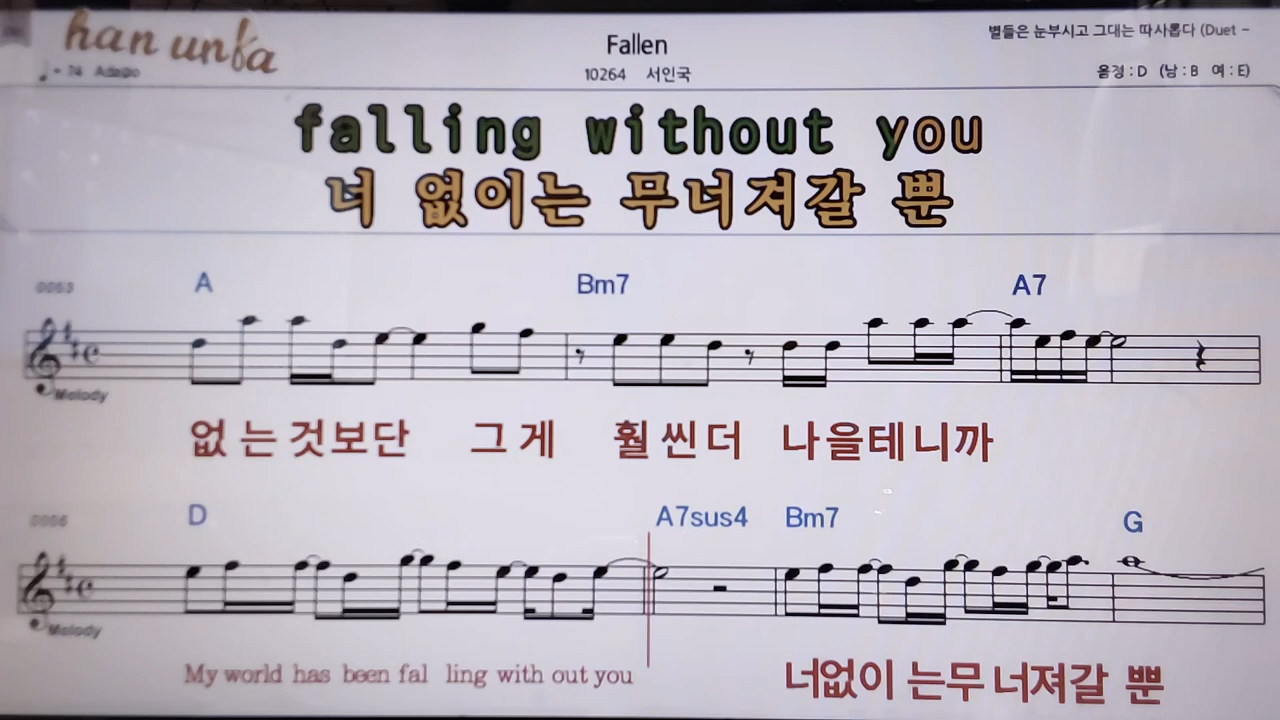 han unfa
Fallen
별들은 눈부시고 그대는 따사롭다 (Duet -
♩= 74 Adagio
10264 서인국
음정 : D (남 : B 여 : E)
falling without you
너 없이는 무너져갈 뿐
0053 A Bm7 A7
Melody
없 는 것보단 그 게 훨 씬 더 나을테니까
0056 D A7sus4 Bm7 G
Melody
My world has been fal ling with out you 너없이 는무 너져갈 뿐